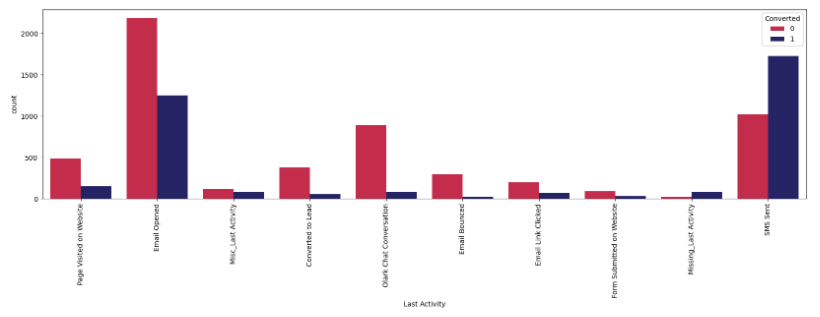 Converted
0
1
2000
1500
1000
500
0
count
Page Visited on Website
Email Opened
Misc_Last Activity
Converted to Lead
Olark Chat Conversation
Email Bounced
Email Link Clicked
Form Submitted on Website
Missing_Last Activity
SMS Sent
Last Activity